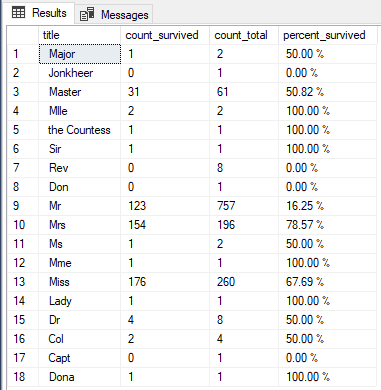 Results Messages
title count_survived count_total percent_survived
1 Major 1 2 50.00 %
2 Jonkheer 0 1 0.00 %
3 Master 31 61 50.82 %
4 Mlle 2 2 100.00 %
5 the Countess 1 1 100.00 %
6 Sir 1 1 100.00 %
7 Rev 0 8 0.00 %
8 Don 0 1 0.00 %
9 Mr 123 757 16.25 %
10 Mrs 154 196 78.57 %
11 Ms 1 2 50.00 %
12 Mme 1 1 100.00 %
13 Miss 176 260 67.69 %
14 Lady 1 1 100.00 %
15 Dr 4 8 50.00 %
16 Col 2 4 50.00 %
17 Capt 0 1 0.00 %
18 Dona 1 1 100.00 %